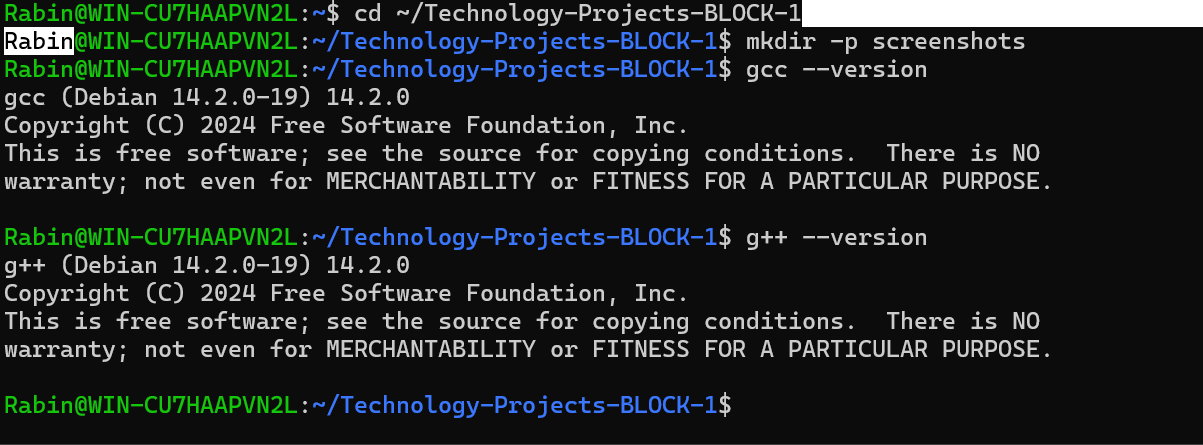 Rabin@WIN-CU7HAAPVN2L:~$ cd ~/Technology-Projects-BLOCK-1
Rabin@WIN-CU7HAAPVN2L:~/Technology-Projects-BLOCK-1$ mkdir -p screenshots
Rabin@WIN-CU7HAAPVN2L:~/Technology-Projects-BLOCK-1$ gcc --version
gcc (Debian 14.2.0-19) 14.2.0
Copyright (C) 2024 Free Software Foundation, Inc.
This is free software; see the source for copying conditions.  There is NO
warranty; not even for MERCHANTABILITY or FITNESS FOR A PARTICULAR PURPOSE.
Rabin@WIN-CU7HAAPVN2L:~/Technology-Projects-BLOCK-1$ g++ --version
g++ (Debian 14.2.0-19) 14.2.0
Copyright (C) 2024 Free Software Foundation, Inc.
This is free software; see the source for copying conditions.  There is NO
warranty; not even for MERCHANTABILITY or FITNESS FOR A PARTICULAR PURPOSE.
Rabin@WIN-CU7HAAPVN2L:~/Technology-Projects-BLOCK-1$